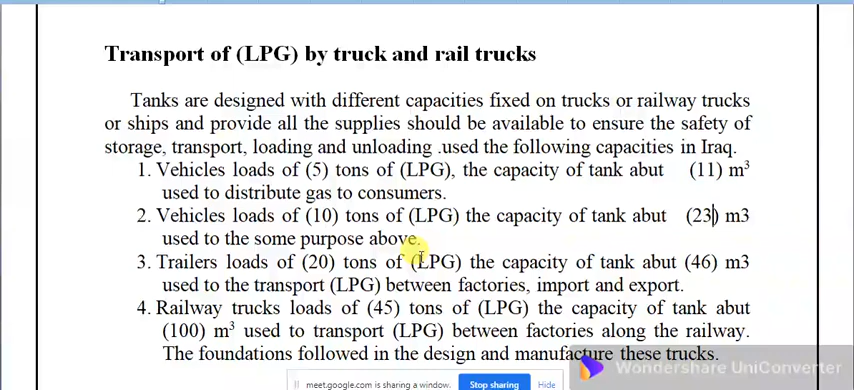 Transport of (LPG) by truck and rail trucks
Tanks are designed with different capacities fixed on trucks or railway trucks
or ships and provide all the supplies should be available to ensure the safety of
storage, transport, loading and unloading .used the following capacities in Iraq.
1. Vehicles loads of (5) tons of (LPG), the capacity of tank abut (11) m³
used to distribute gas to consumers.
2. Vehicles loads of (10) tons of (LPG) the capacity of tank abut (23) m3
used to the some purpose above.
3. Trailers loads of (20) tons of (LPG) the capacity of tank abut (46) m3
used to the transport (LPG) between factories, import and export.
4. Railway trucks loads of (45) tons of (LPG) the capacity of tank abut
(100) m³ used to transport (LPG) between factories along the railway.
The foundations followed in the design and manufacture these trucks.
Wondershare UniConverter
meet.google.com is sharing a window. Stop sharing Hide